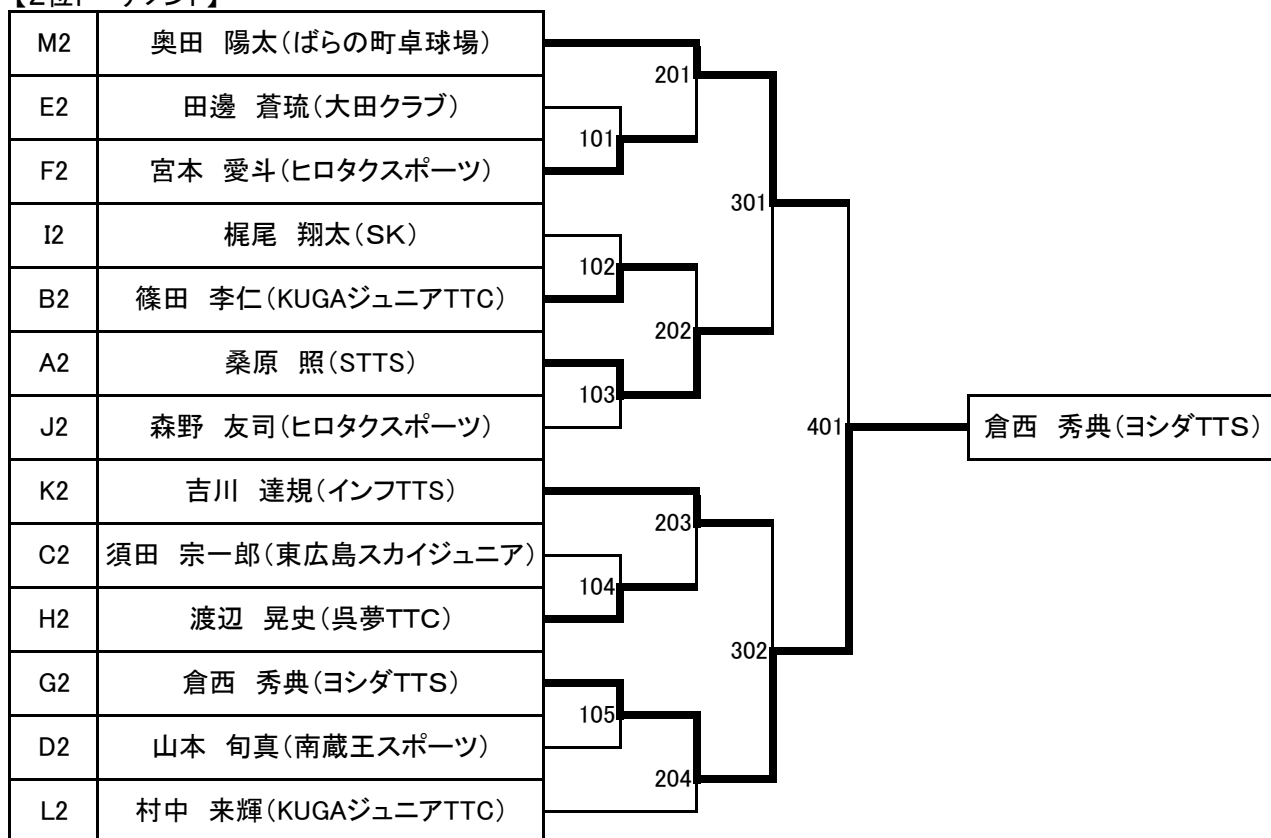 M2 奥田 陽太(ばらの町卓球場)
201
E2 田邊 蒼琉(大田クラブ)
101
F2 宮本 愛斗(ヒロタクスポーツ)
301
I2 梶尾 翔太(SK)
102
B2 篠田 李仁(KUGAジュニアTTC)
202
A2 桑原 照(STTS)
103
J2 森野 友司(ヒロタクスポーツ)
401 倉西 秀典(ヨシダTTS)
K2 吉川 達規(インフTTS)
203
C2 須田 宗一郎(東広島スカイジュニア)
104
H2 渡辺 晃史(呉夢TTC)
302
G2 倉西 秀典(ヨシダTTS)
105
D2 山本 旬真(南蔵王スポーツ)
204
L2 村中 来輝(KUGAジュニアTTC)